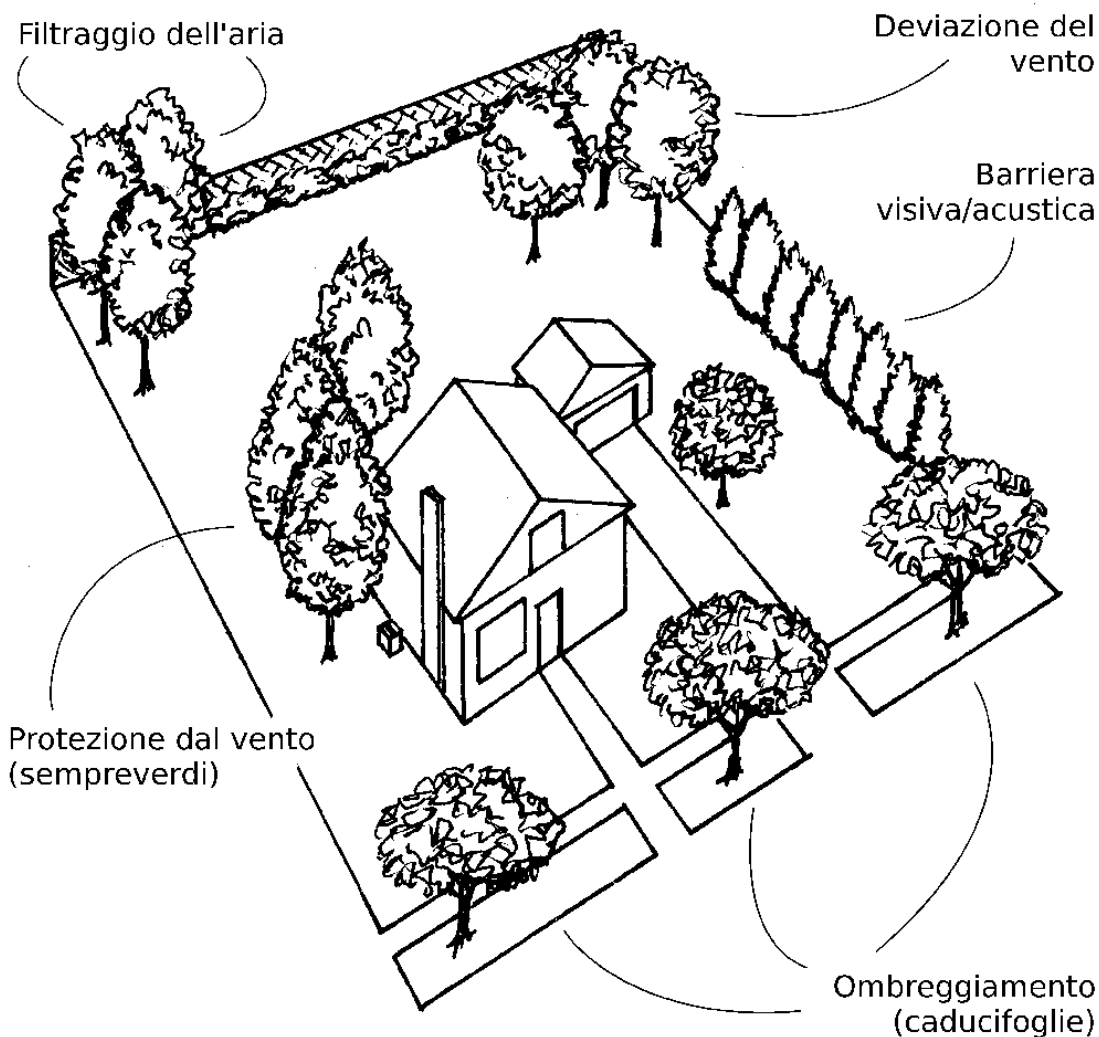 Filtraggio dell'aria
Deviazione del
vento
Barriera
visiva/acustica
Protezione dal vento
(sempreverdi)
Ombreggiamento
(caducifoglie)